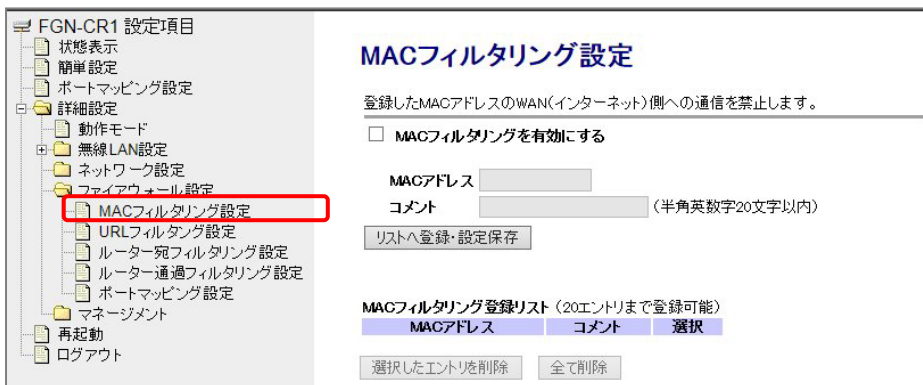 FGN-CR1 設定項目
状態表示
簡単設定
ポートマッピング設定
詳細設定
動作モード
無線LAN設定
ネットワーク設定
ファイアウォール設定
MACフィルタリング設定
URLフィルタング設定
ルーター宛フィルタリング設定
ルーター通過フィルタリング設定
ポートマッピング設定
マネージメント
再起動
ログアウト
MACフィルタリング設定
登録したMACアドレスのWAN(インターネット)側への通信を禁止します。
MACフィルタリングを有効にする
MACアドレス
コメント (半角英数字20文字以内)
リストへ登録・設定保存
MACフィルタリング登録リスト (20エントリまで登録可能)
MACアドレス コメント 選択
選択したエントリを削除 全て削除